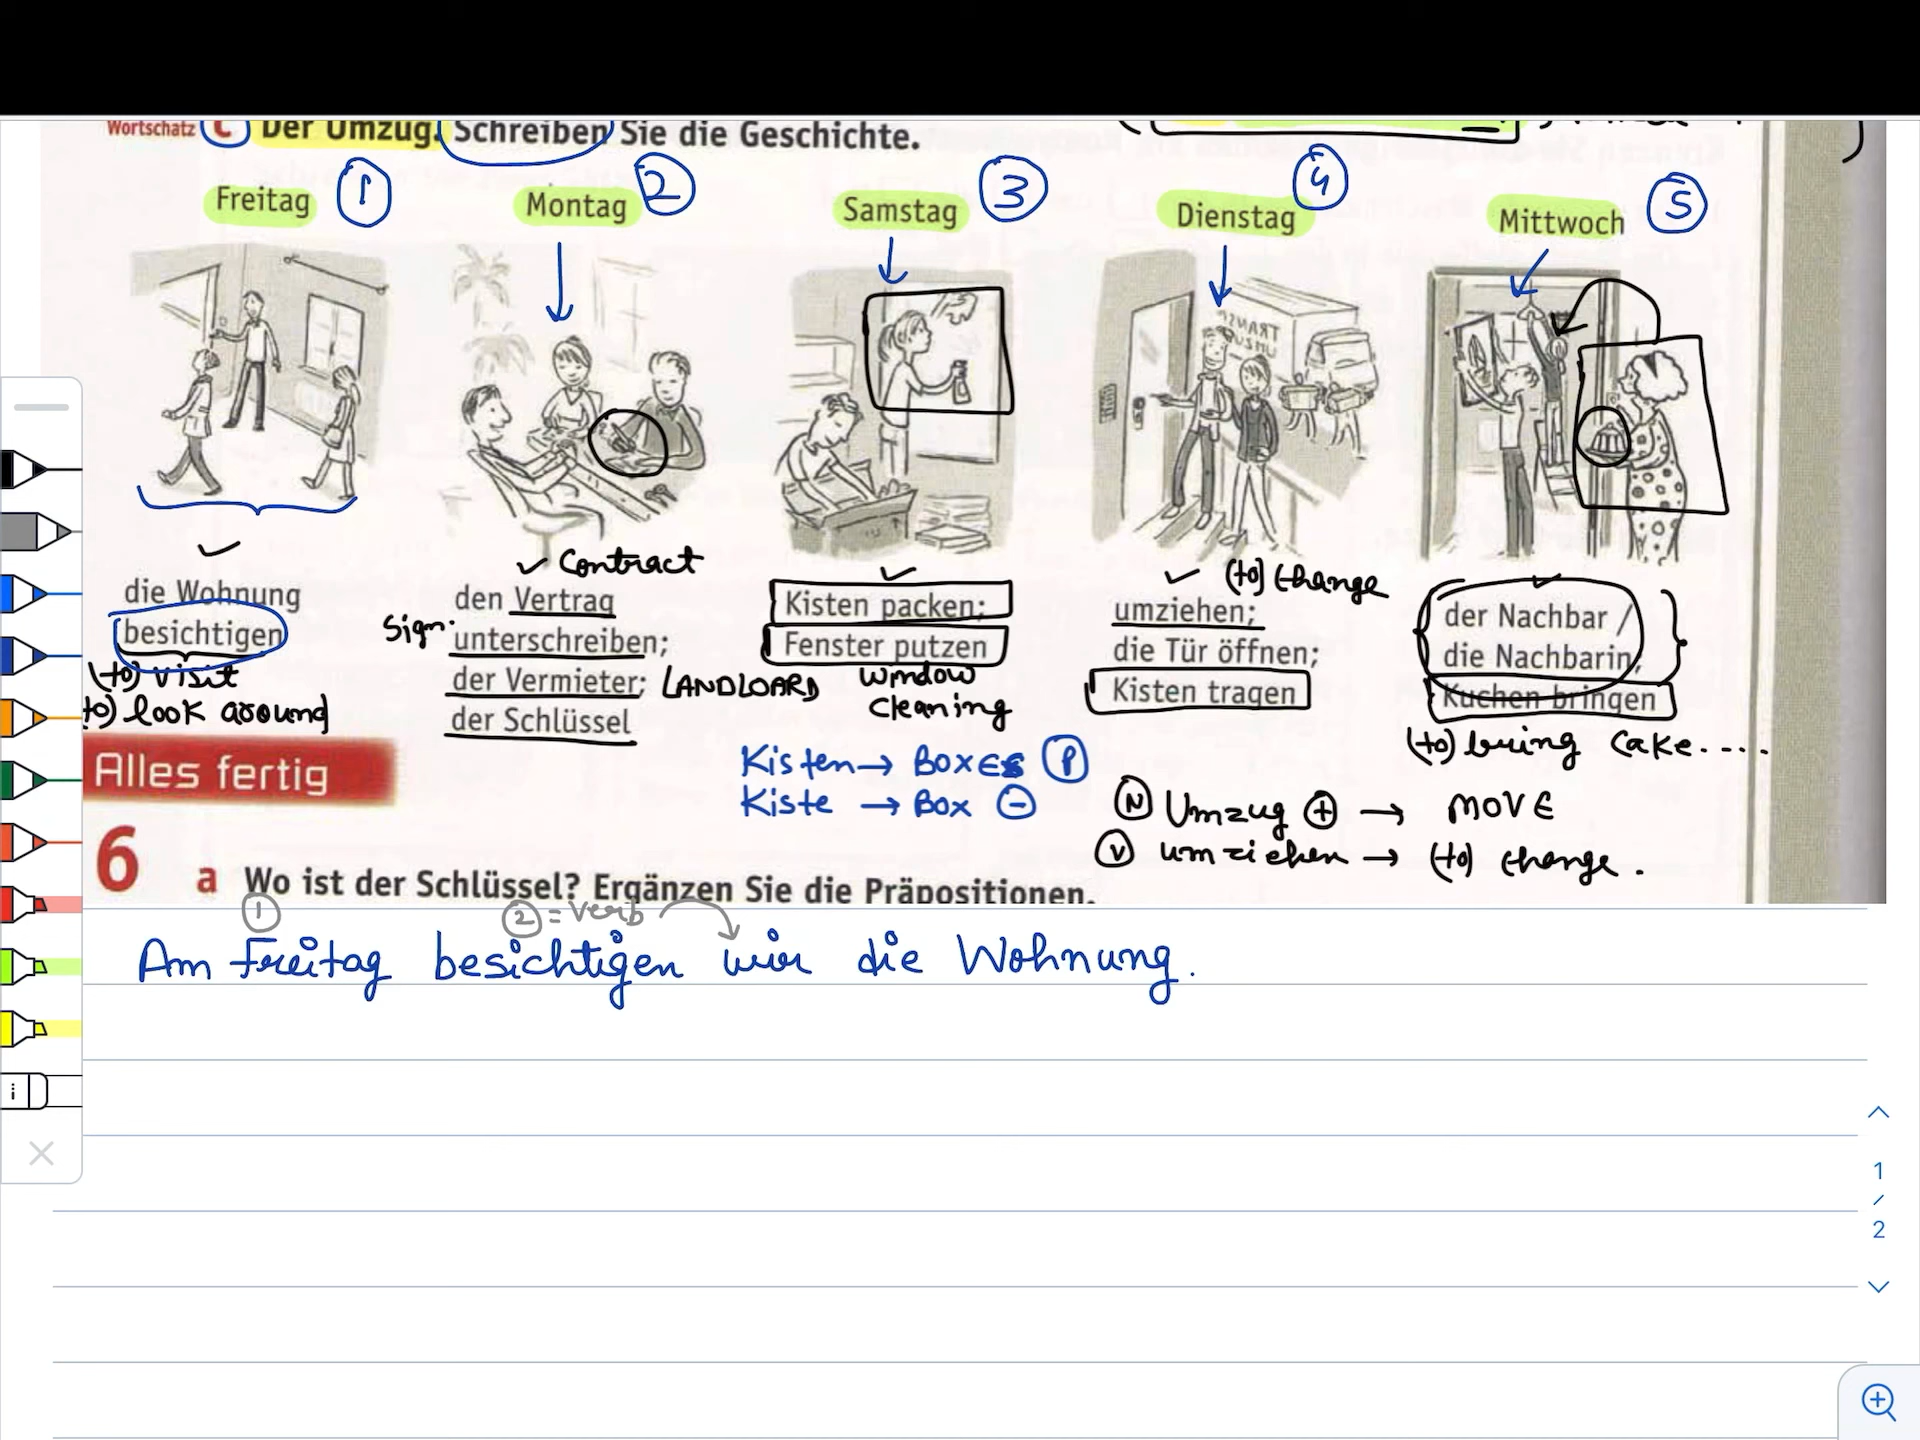 Wortschatz C Der Umzug. Schreiben Sie die Geschichte.
Freitag 1 Montag 2 Samstag 3 Dienstag 4 Mittwoch 5
TRANSP
UMZU
✓ ✓ Contract ✓ ✓ (to) change ✓
die Wohnung
besichtigen
(to) visit
to) look around
den Vertrag
Sign. unterschreiben;
der Vermieter; LANDLOARD
der Schlüssel
Kisten packen;
Fenster putzen
window
cleaning
umziehen;
die Tür öffnen;
Kisten tragen
der Nachbar /
die Nachbarin,
Kuchen bringen
(to) bring cake....
Kisten → BOXES P
Kiste → BOX –
N Umzug + → MOVE
V umziehen → (to) change.
Alles fertig
6 a Wo ist der Schlüssel? Ergänzen Sie die Präpositionen.
1 2 = verb
Am Freitag besichtigen wir die Wohnung.
1
/
2